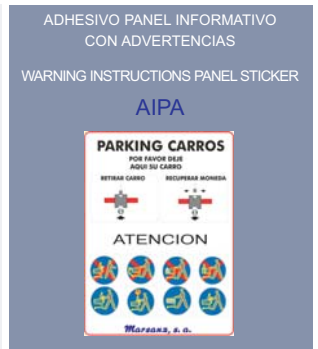 ADHESIVO PANEL INFORMATIVO
CON ADVERTENCIAS
WARNING INSTRUCTIONS PANEL STICKER
AIPA
PARKING CARROS
POR FAVOR DEJE
AQUI SU CARRO
RETIRAR CARRO RECUPERAR MONEDA
ATENCION
Marsanz, s. a.